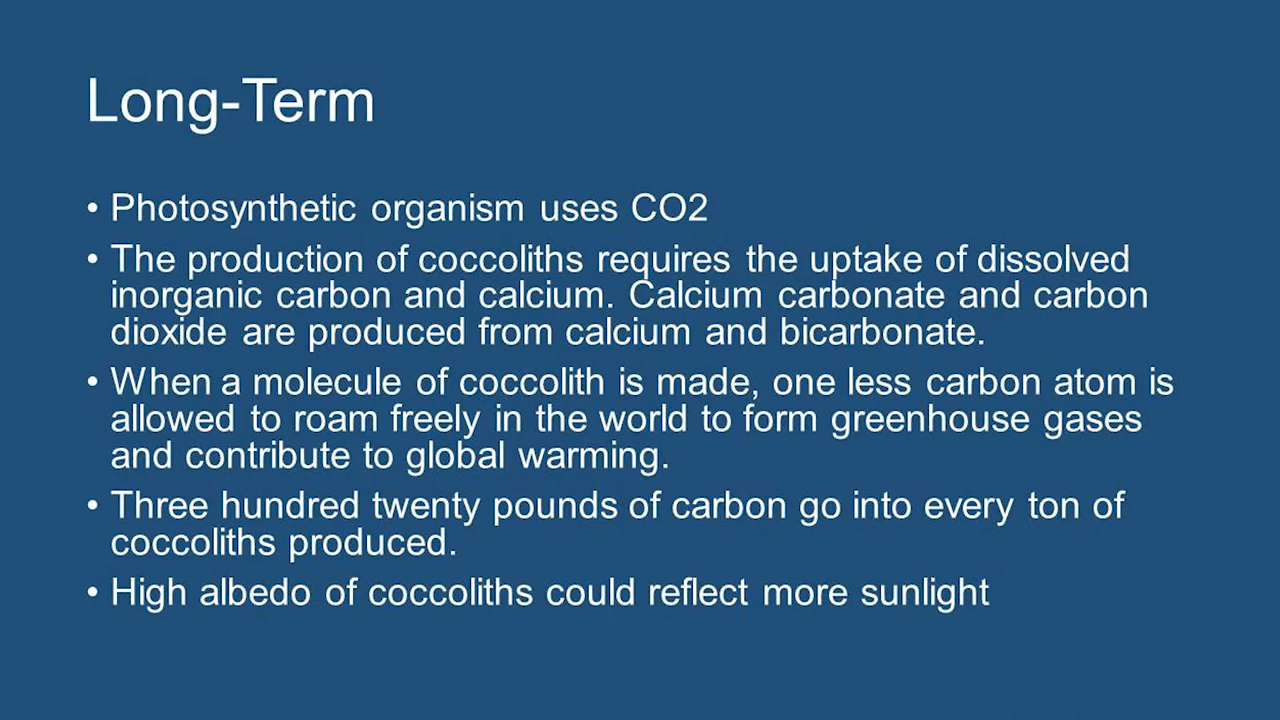 Long-Term
• Photosynthetic organism uses CO2
• The production of coccoliths requires the uptake of dissolved
inorganic carbon and calcium. Calcium carbonate and carbon
dioxide are produced from calcium and bicarbonate.
• When a molecule of coccolith is made, one less carbon atom is
allowed to roam freely in the world to form greenhouse gases
and contribute to global warming.
• Three hundred twenty pounds of carbon go into every ton of
coccoliths produced.
• High albedo of coccoliths could reflect more sunlight